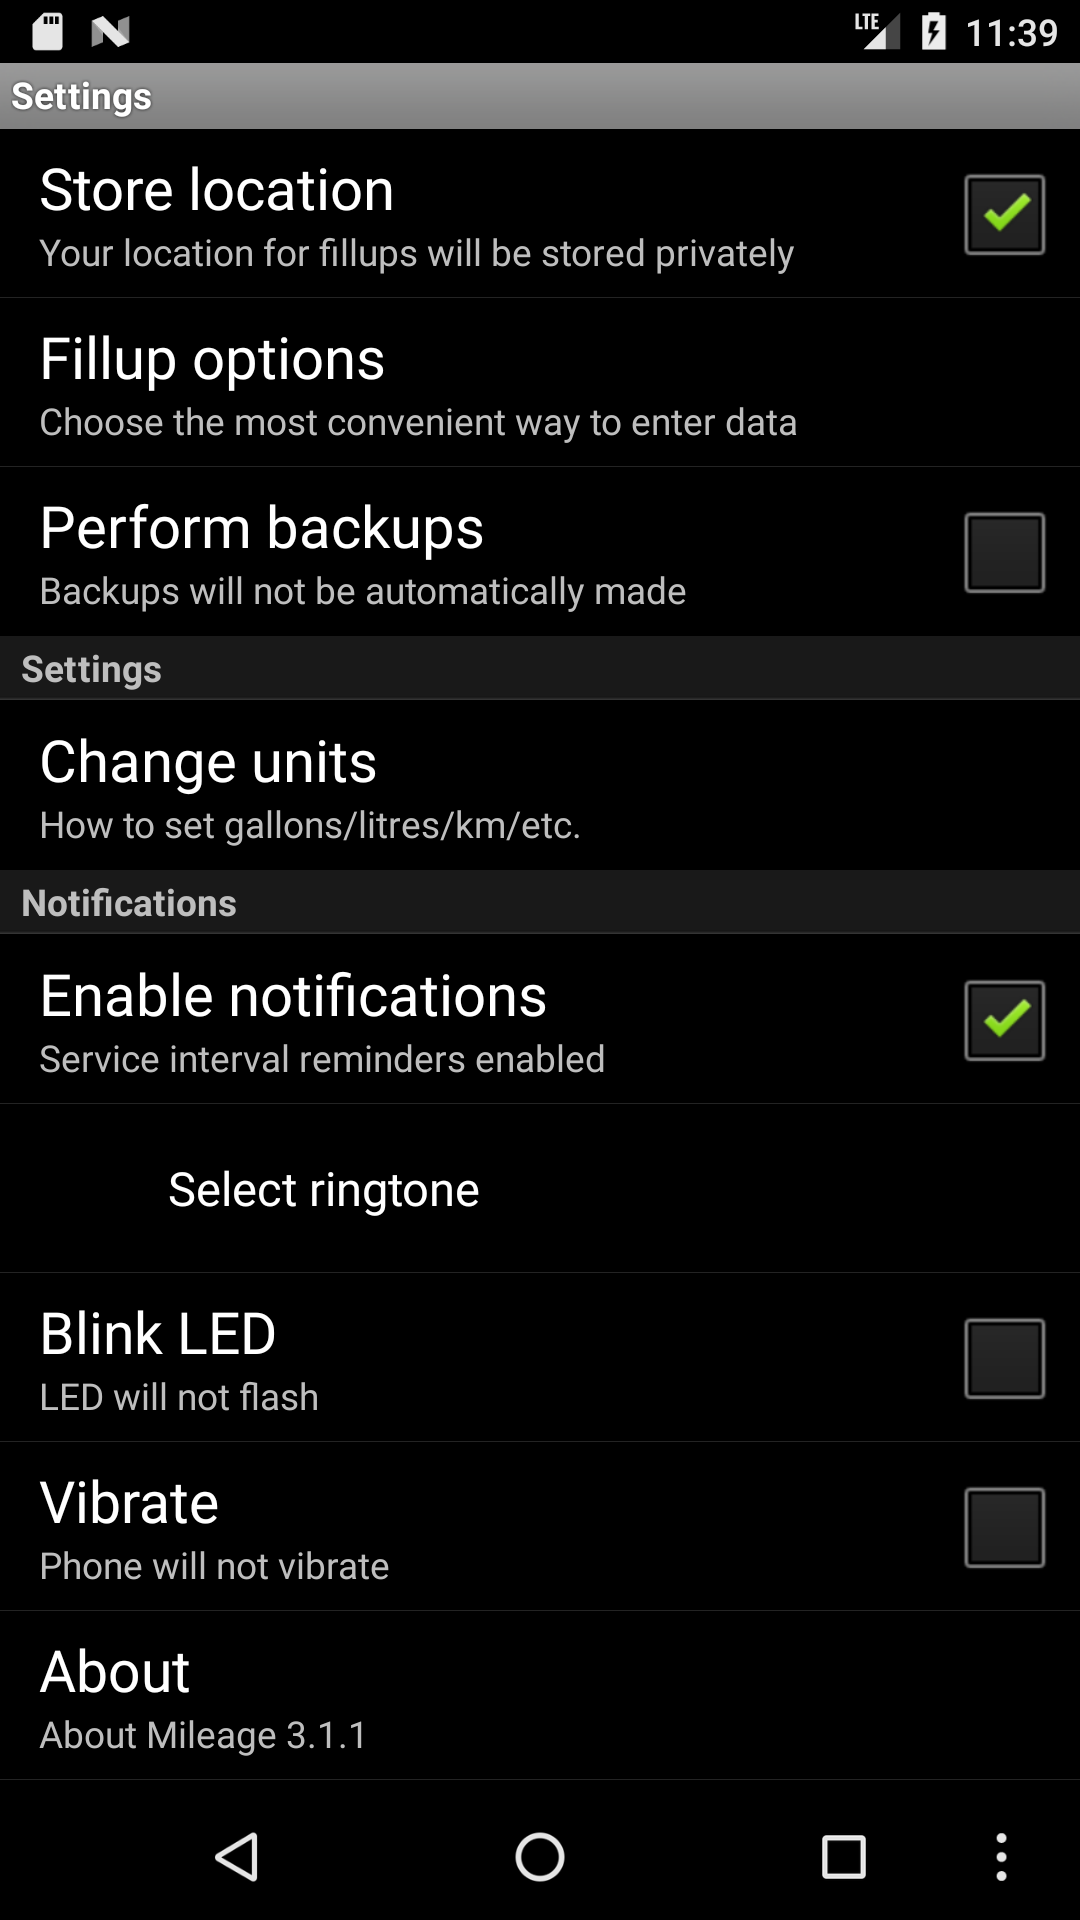 LTE 11:39
Settings
Store location
Your location for fillups will be stored privately
Fillup options
Choose the most convenient way to enter data
Perform backups
Backups will not be automatically made
Settings
Change units
How to set gallons/litres/km/etc.
Notifications
Enable notifications
Service interval reminders enabled
Select ringtone
Blink LED
LED will not flash
Vibrate
Phone will not vibrate
About
About Mileage 3.1.1